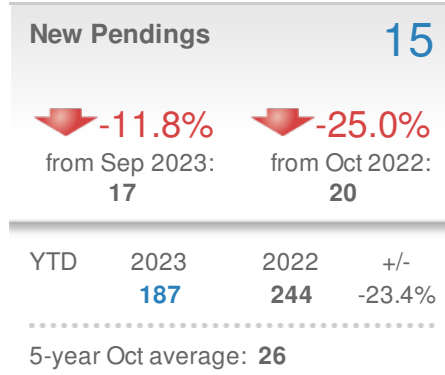 New Pendings 15
-11.8% -25.0%
from Sep 2023: from Oct 2022:
17 20
YTD 2023 2022 +/-
187 244 -23.4%
5-year Oct average: 26